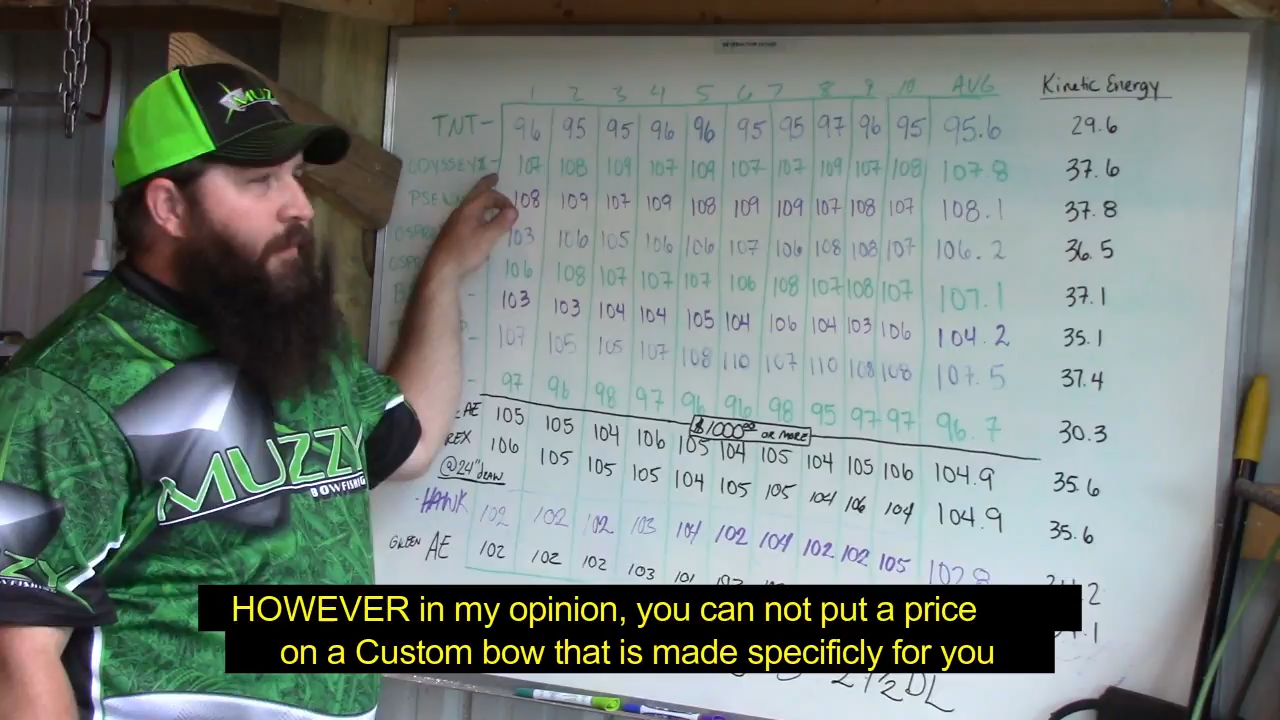 1 2 3 4 5 6 7 8 9 10 AVG Kinetic Energy
TNT- 96 95 95 96 96 95 95 97 96 95 95.6 29.6
ODYSSEY 107 108 109 107 109 107 107 109 107 108 107.8 37.6
108 109 107 109 108 109 109 107 108 107 108.1 37.8
103 106 105 106 106 107 106 108 108 107 106.2 36.5
106 108 107 107 107 106 108 107 108 107 107.1 37.1
- 103 103 104 104 105 104 106 104 103 106 104.2 35.1
- 107 105 105 107 108 110 107 110 108 108 107.5 37.4
- 97 96 98 97 96 96 98 95 97 97 96.7 30.3
$1000.00 OR MORE
AE 105 105 104 106 105 104 105 104 105 106 104.9 35.6
REX 106 105 105 105 104 105 105 104 106 104 104.9 35.6
@24" draw
-HAWK 102 102 102 103 104 102 104 102 102 105 102.8
GREEN AE 102 102 102 103 101
MUZZY
MUZZY
BOWFISHING
HOWEVER in my opinion, you can not put a price
on a Custom bow that is made specificly for you